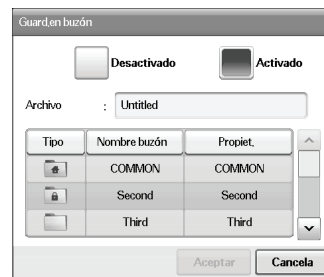 Guard.en buzón
Desactivado Activado
Archivo : Untitled
Tipo Nombre buzón Propiet.
COMMON COMMON
Second Second
Third Third
Aceptar Cancela